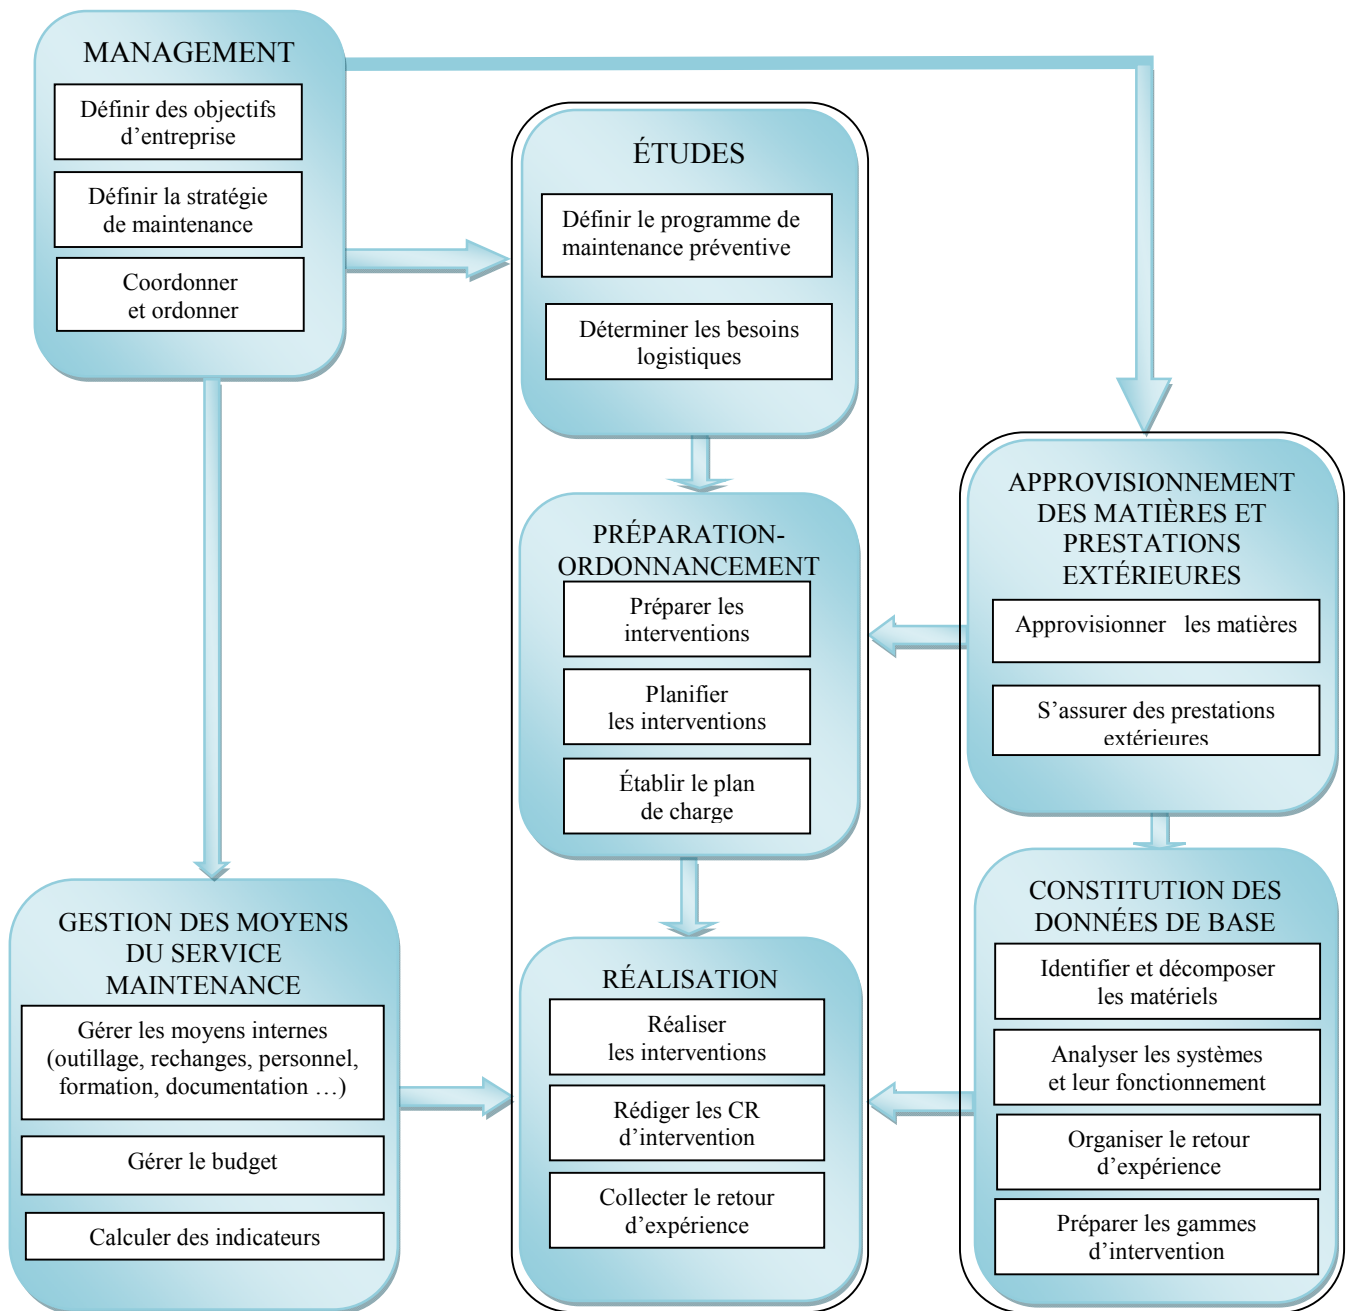 MANAGEMENT
Définir des objectifs
d’entreprise
Définir la stratégie
de maintenance
Coordonner
et ordonner
ÉTUDES
Définir le programme de
maintenance préventive
Déterminer les besoins
logistiques
PRÉPARATION-
ORDONNANCEMENT
Préparer les
interventions
Planifier
les interventions
Établir le plan
de charge
APPROVISIONNEMENT
DES MATIÈRES ET
PRESTATIONS
EXTÉRIEURES
Approvisionner les matières
S’assurer des prestations
extérieures
GESTION DES MOYENS
DU SERVICE
MAINTENANCE
Gérer les moyens internes
(outillage, rechanges, personnel,
formation, documentation …)
Gérer le budget
Calculer des indicateurs
RÉALISATION
Réaliser
les interventions
Rédiger les CR
d’intervention
Collecter le retour
d’expérience
CONSTITUTION DES
DONNÉES DE BASE
Identifier et décomposer
les matériels
Analyser les systèmes
et leur fonctionnement
Organiser le retour
d’expérience
Préparer les gammes
d’intervention